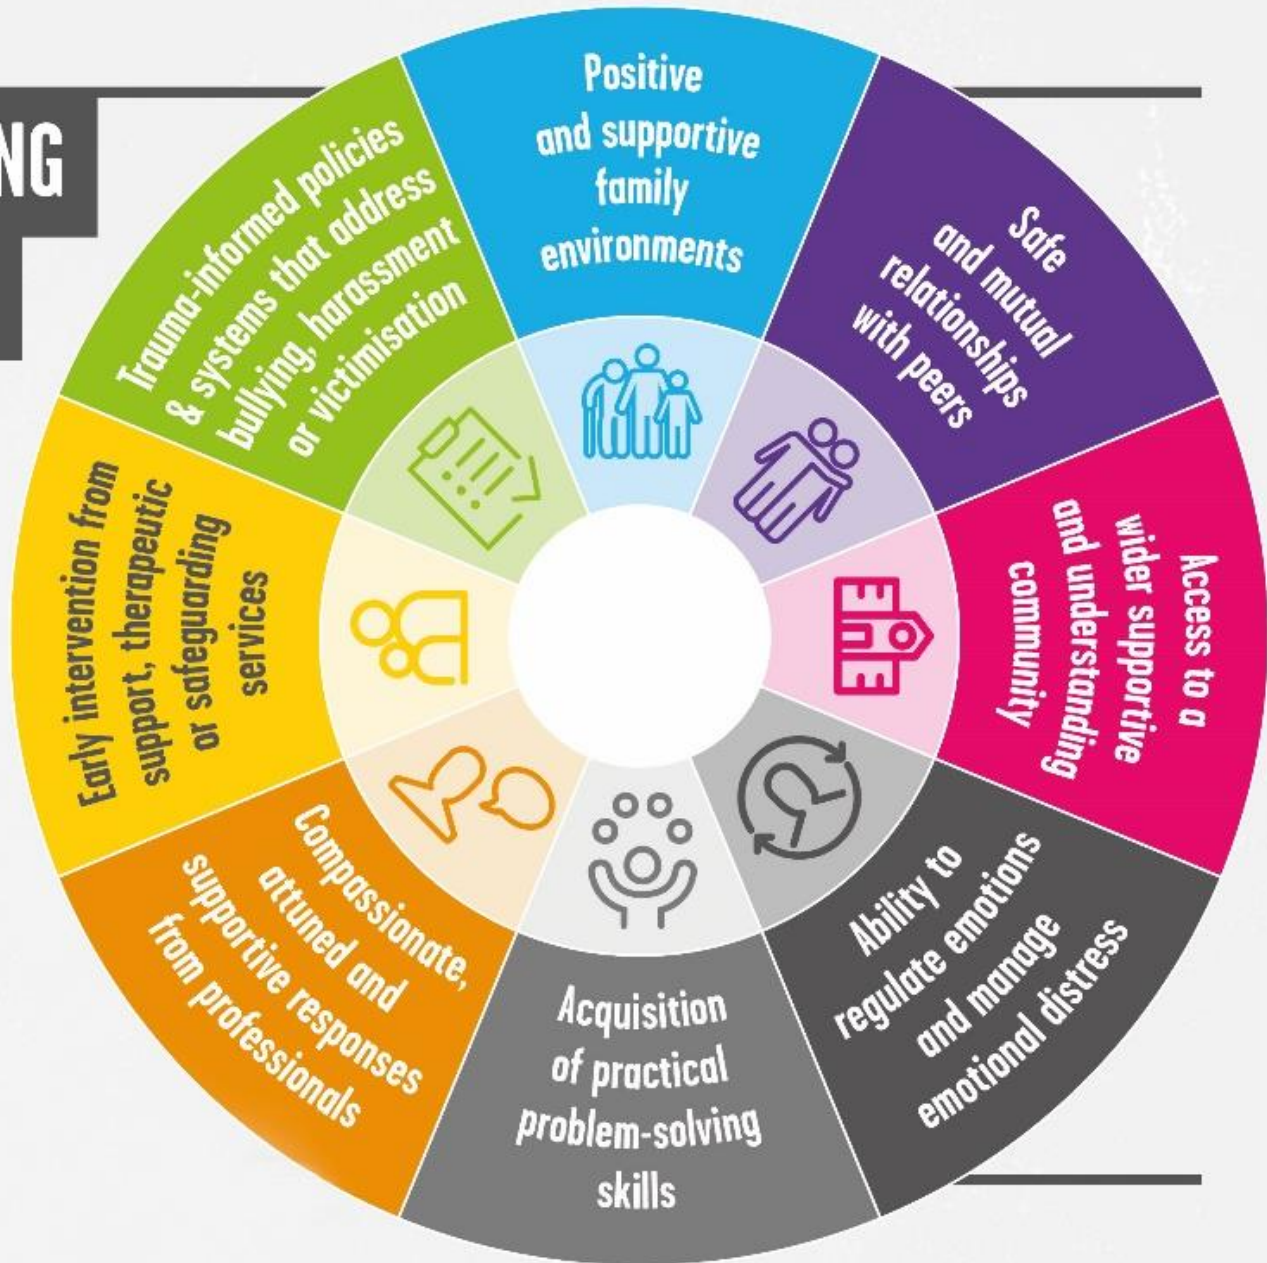 NG
Positive
and supportive
family
environments
Safe
and mutual
relationships
with peers
Access to a
wider supportive
and understanding
community
Ability to
regulate emotions
and manage
emotional distress
Acquisition
of practical
problem-solving
skills
Compassionate,
attuned and
supportive responses
from professionals
Early intervention from
support, therapeutic
or safeguarding
services
Trauma-informed policies
& systems that address
bullying, harassment
or victimisation